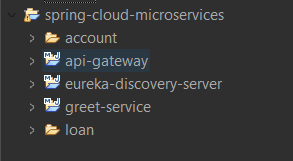 spring-cloud-microservices
account
api-gateway
eureka-discovery-server
greet-service
loan